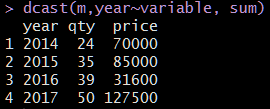 > dcast(m,year~variable, sum)
  year qty  price
1 2014  24  70000
2 2015  35  85000
3 2016  39  31600
4 2017  50 127500